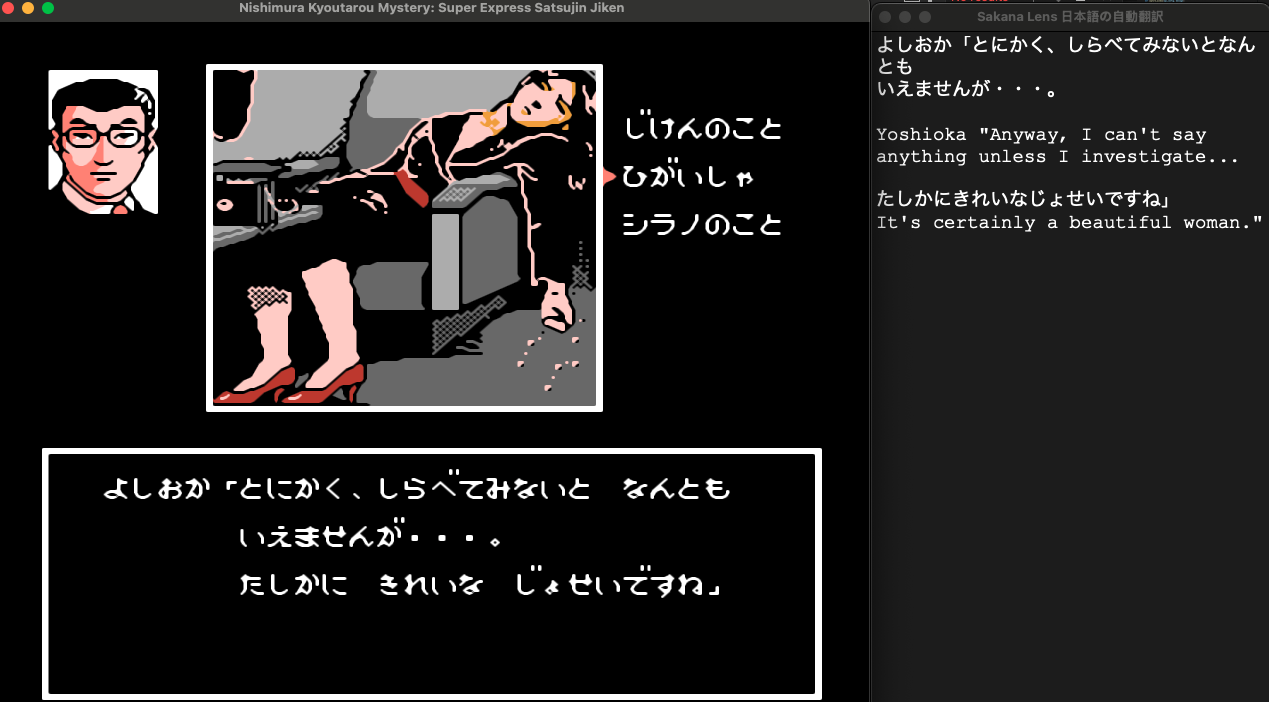 Nishimura Kyoutarou Mystery: Super Express Satsujin Jiken
じけんのこと
ひがいしゃ
シラノのこと
よしおか「とにかく、しらべてみないと なんとも
いえませんが・・・。
たしかに きれいな じょせいですね」
Sakana Lens 日本語の自動翻訳
よしおか「とにかく、しらべてみないとなん
とも
いえませんが・・・。
Yoshioka "Anyway, I can't say
anything unless I investigate...
たしかにきれいなじょせいですね」
It's certainly a beautiful woman."